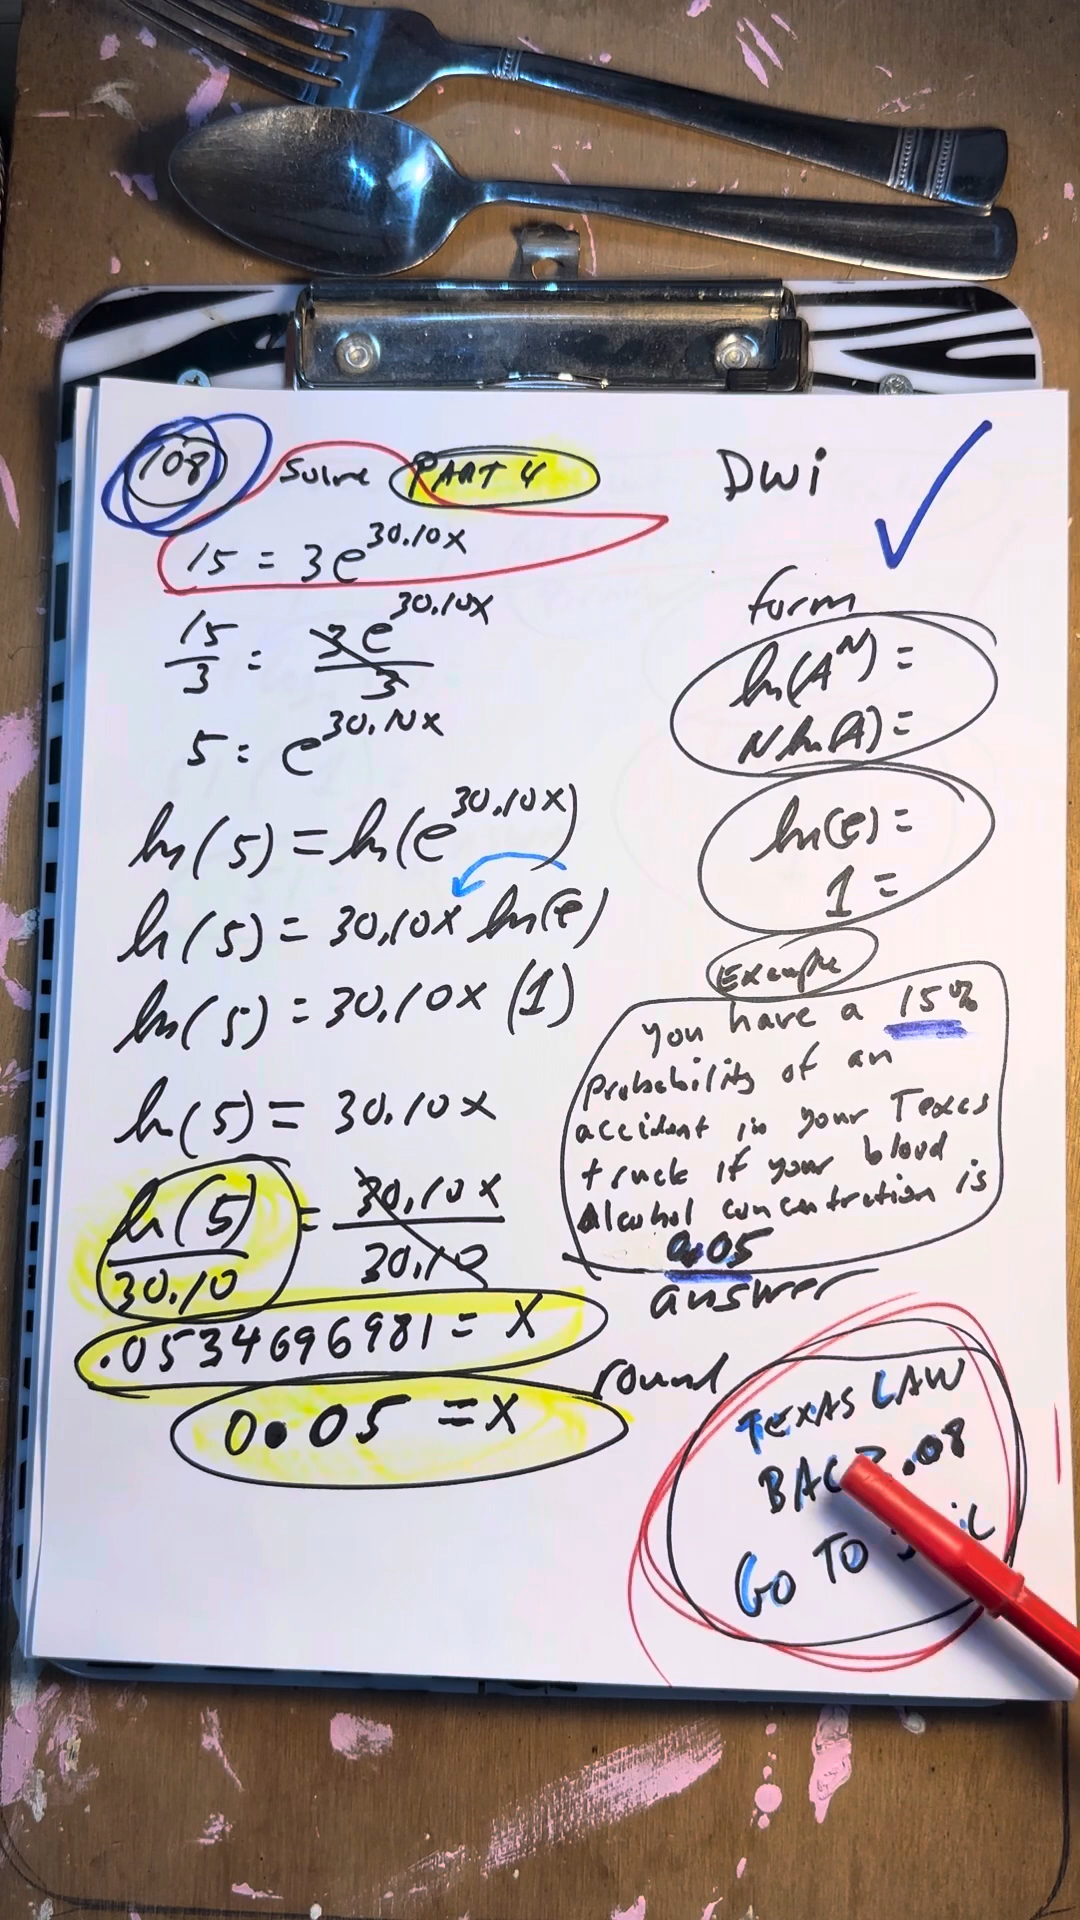 108 Solve PART 4
15 = 3e^30.10x
15/3 = 3e^30.10x/3
5 = e^30.10x
ln(5) = ln(e^30.10x)
ln(5) = 30.10x ln(e)
ln(5) = 30.10x (1)
ln(5) = 30.10x
ln(5)/30.10 = 30.10x/30.10
.0534696981 = x
0.05 = x
round
DWi
form
ln(A^N) =
N ln(A) =
ln(e) =
1 =
Example
you have a 15%
Probability of an
accident in your Texas
truck if your blood
Alcohol concentration is
0.05
answer
TEXAS LAW
BAC .08
GO TO